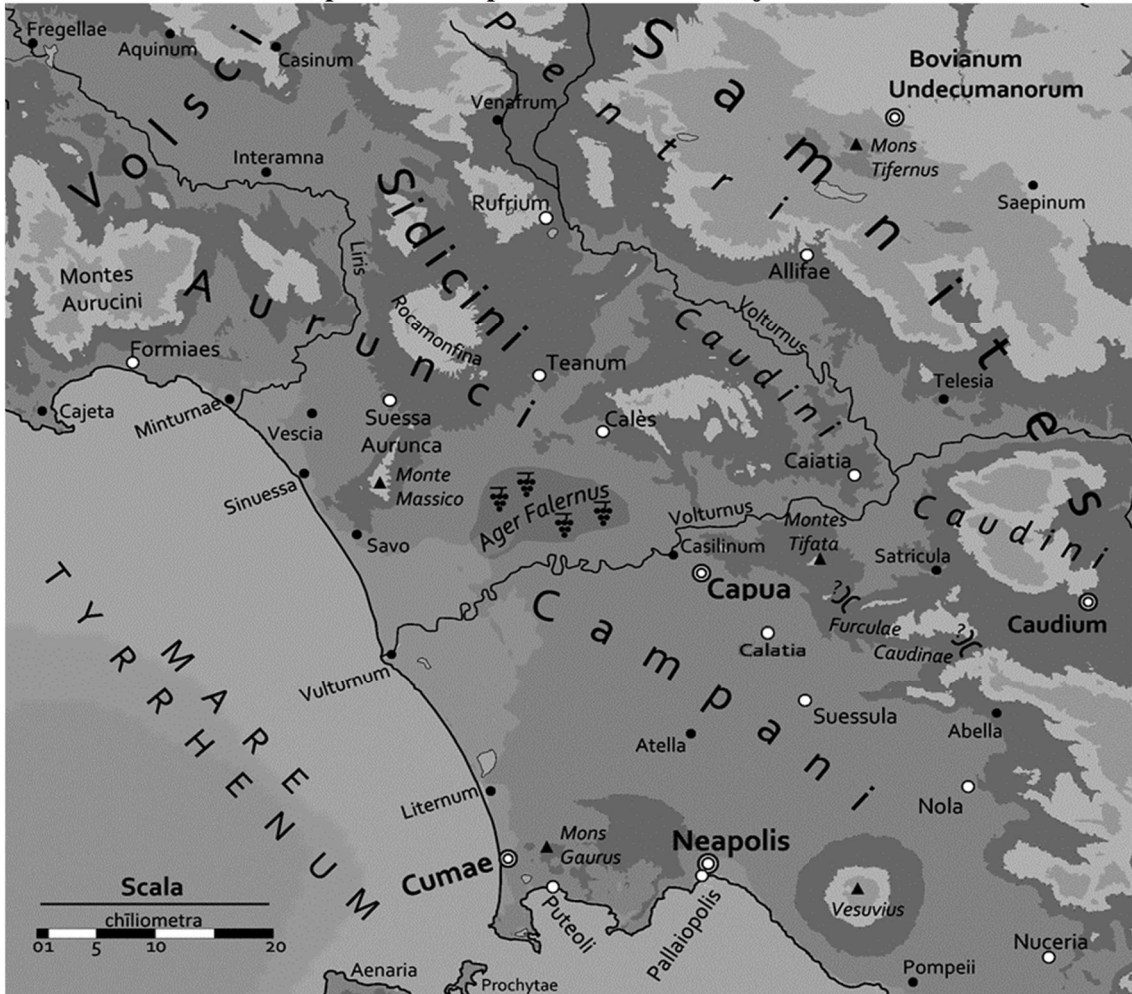 Fregellae
Aquinum
Casinum
Volsci
Interamna
Venafrum
Pentri
Samnites
Bovianum
Undecumanorum
Mons
Tifernus
Saepinum
Sidicini
Rufrium
Allifae
Montes
Aurucini
Aurunci
Liris
Rocamonfina
Volturnus
Caudini
Formiaes
Teanum
Telesia
Cajeta
Minturnae
Vescia
Suessa
Aurunca
Calès
Caiatia
Sinuessa
Monte
Massico
Ager Falernus
Volturnus
Montes
Tifata
Caudini
Savo
Casilinum
Satricula
Capua
Caudium
?
Furculae
Caudinae
?
TYRRHENUM
MARE
Campani
Calatia
Vulturnum
Suessula
Atella
Abella
Liternum
Nola
Mons
Gaurus
Neapolis
Cumae
Scala
chīliometra
01 5 10 20
Puteoli
Pallaiopolis
Vesuvius
Nuceria
Aenaria
Prochytae
Pompeii